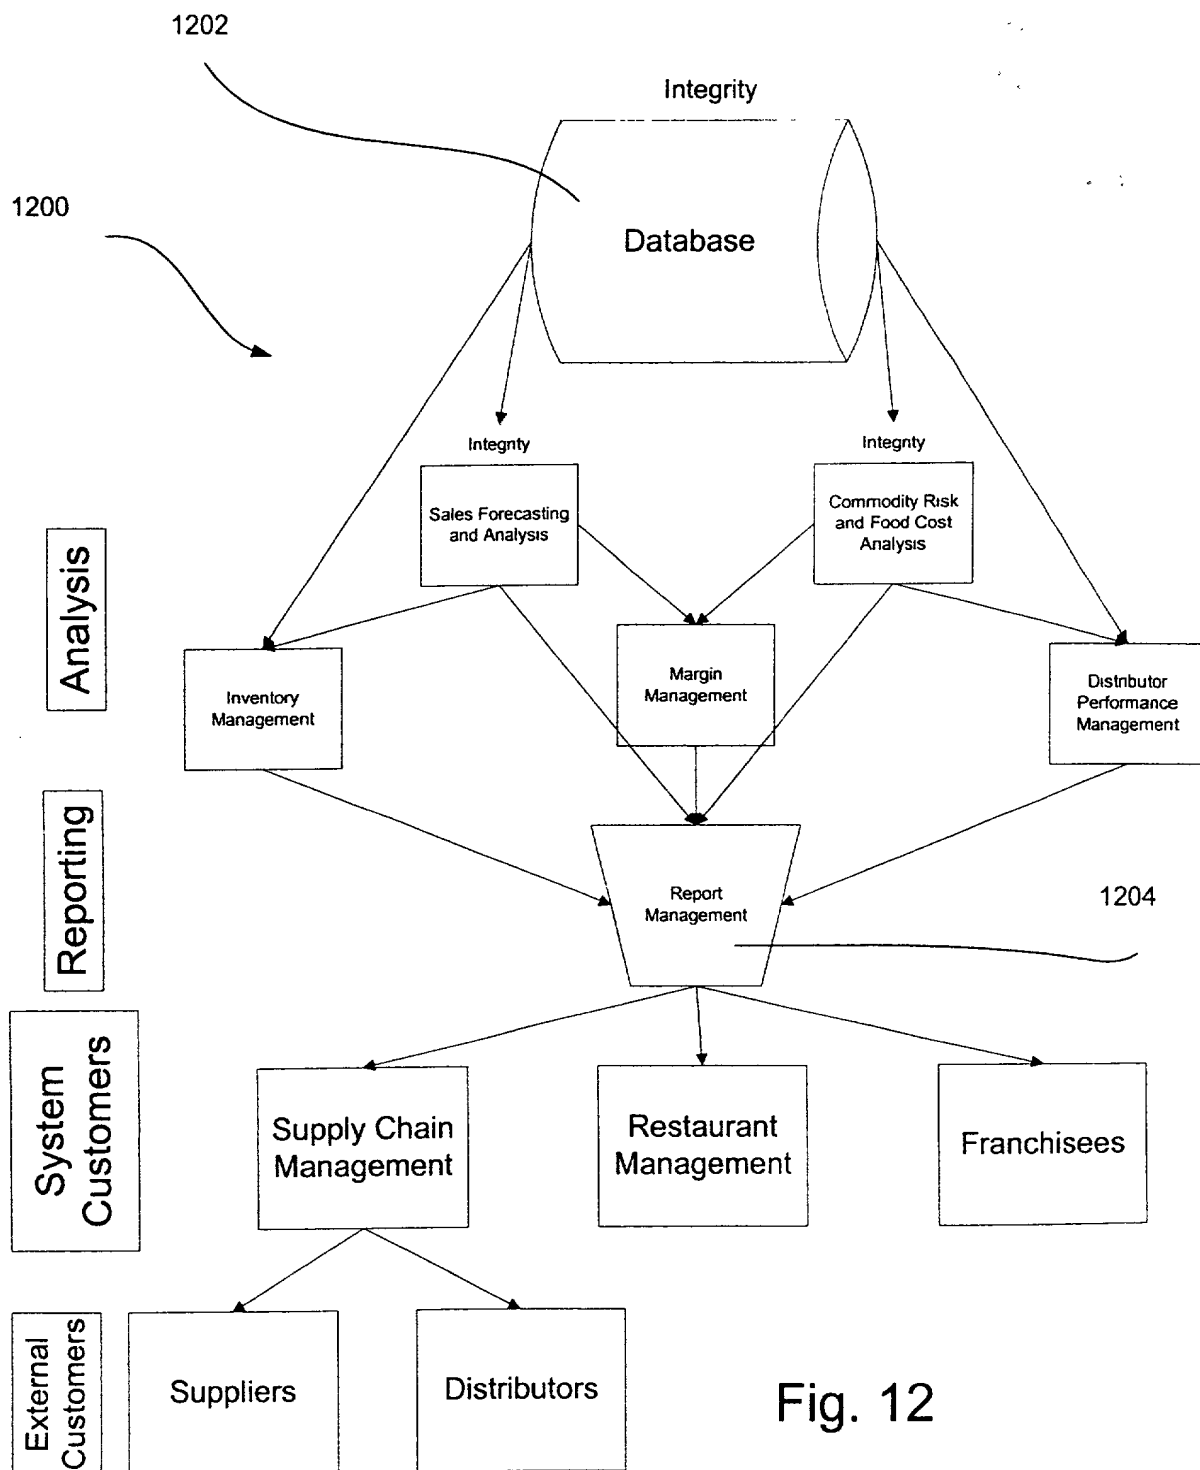 1202
Integrity
1200
Database
Integrity
Integrity
Sales Forecasting
and Analysis
Commodity Risk
and Food Cost
Analysis
Analysis
Inventory
Management
Margin
Management
Distributor
Performance
Management
Reporting
Report
Management
1204
System
Customers
Supply Chain
Management
Restaurant
Management
Franchisees
External
Customers
Suppliers
Distributors
Fig. 12